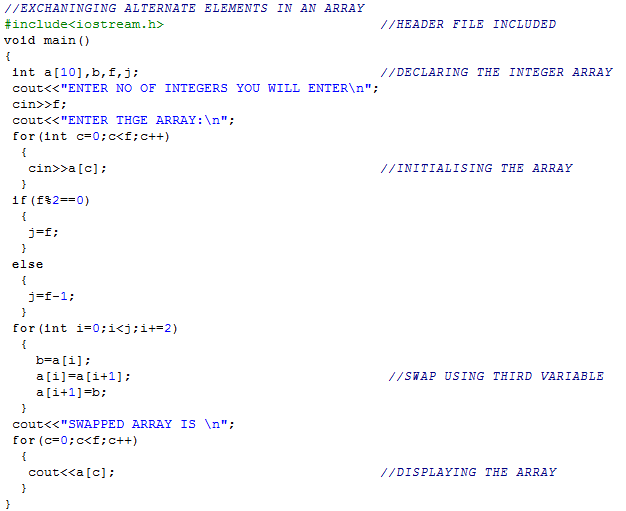 //EXCHANINGING ALTERNATE ELEMENTS IN AN ARRAY
#include<iostream.h> //HEADER FILE INCLUDED
void main()
{
int a[10],b,f,j; //DECLARING THE INTEGER ARRAY
cout<<"ENTER NO OF INTEGERS YOU WILL ENTER\n";
cin>>f;
cout<<"ENTER THGE ARRAY:\n";
for(int c=0;c<f;c++)
{
cin>>a[c]; //INITIALISING THE ARRAY
}
if(f%2==0)
{
j=f;
}
else
{
j=f-1;
}
for(int i=0;i<j;i+=2)
{
b=a[i];
a[i]=a[i+1]; //SWAP USING THIRD VARIABLE
a[i+1]=b;
}
cout<<"SWAPPED ARRAY IS \n";
for(c=0;c<f;c++)
{
cout<<a[c]; //DISPLAYING THE ARRAY
}
}